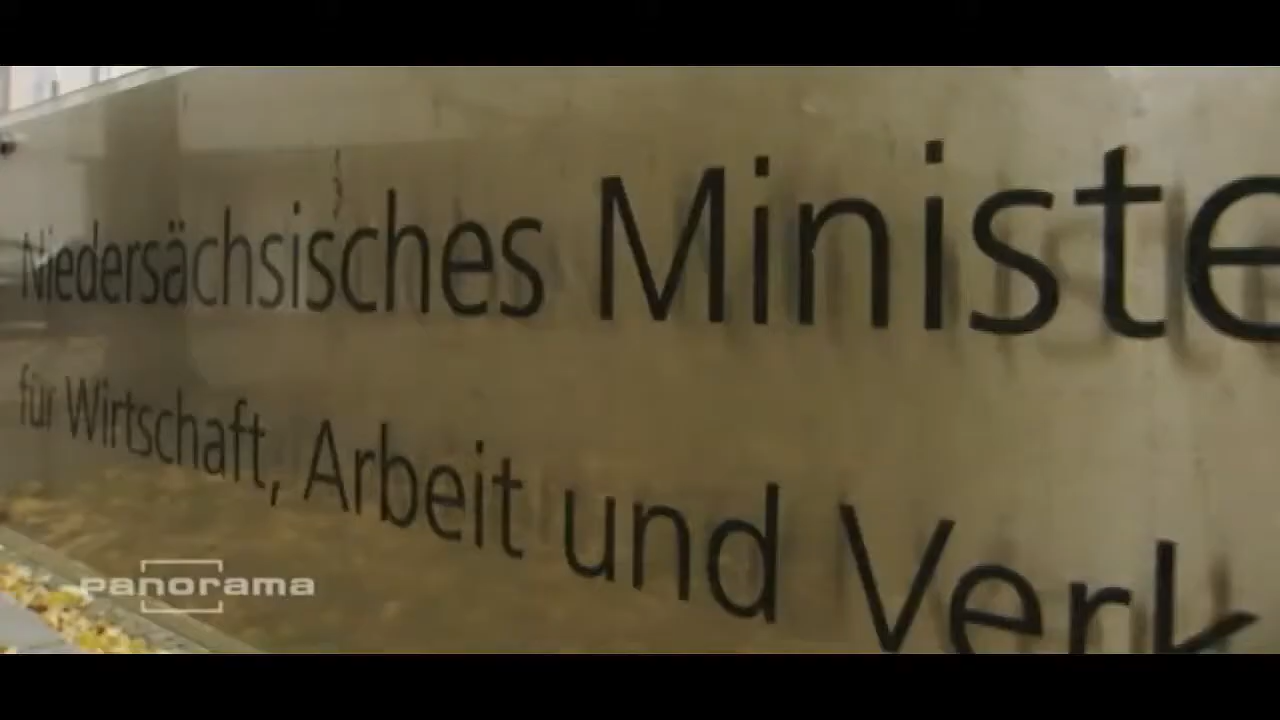 Niedersächsisches Ministe
für Wirtschaft, Arbeit und Verk
panorama